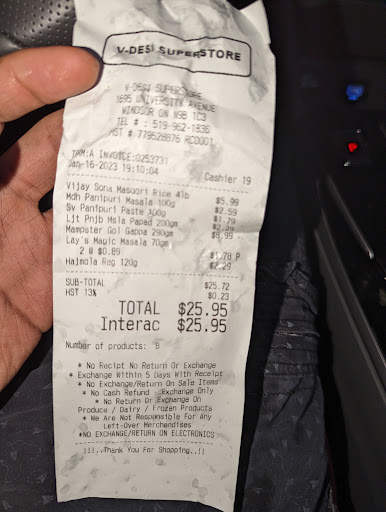 V-DESI SUPERSTORE
V-DESI SUPERSTORE
1695 UNIVERSITY AVENUE
WINDSOR ON N9B 1C3
TEL # : 519-962-1836
HST # 779528876 RC0001
TRM:A INVOICE:0253731
Jan-16-2023 19:10:04 Cashier 19
Vijay Sona Masoori Rice 4lb $5.99
Mdh Panipuri Masala 100g $2.59
Sv Panipuri Paste 300g $1.79
Ljt Pnjb Msla Papad 200gm
Mampster Gol Gappa 290gm $8.99
Lay's Magic Masala 70gm
2 @ $0.89 $1.78 P
Hajmola Reg 120g $2.29
SUB-TOTAL $25.72
HST 13% $0.23
TOTAL $25.95
Interac $25.95
Number of products: 8
* No Recipt No Return Or Exchange
* Exchange Within 5 Days With Receipt
* No Exchange/Return On Sale Items
* No Cash Refund Exchange Only
* No Return Or Exchange On
Produce / Dairy / Frozen Products
* We Are Not Responsible For Any
Left-Over Merchendises
*NO EXCHANGE/RETURN ON ELECTRONICS
!!!..Thank You For Shopping..!!